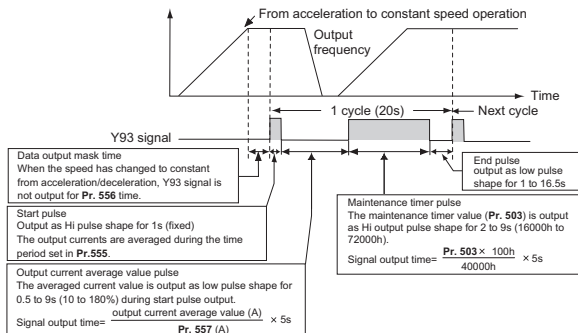 From acceleration to constant speed operation
Output
frequency
Time
1 cycle (20s)
Next cycle
Y93 signal
Data output mask time
When the speed has changed to constant
from acceleration/deceleration, Y93 signal is
not output for Pr. 556 time.
End pulse
output as low pulse
shape for 1 to 16.5s
Start pulse
Output as Hi pulse shape for 1s (fixed)
The output currents are averaged during the time
period set in Pr.555.
Maintenance timer pulse
The maintenance timer value (Pr. 503) is output
as Hi output pulse shape for 2 to 9s (16000h to
72000h).
Signal output time= Pr. 503 × 100h / 40000h × 5s
Output current average value pulse
The averaged current value is output as low pulse shape for
0.5 to 9s (10 to 180%) during start pulse output.
Signal output time= output current average value (A) / Pr. 557 (A) × 5s